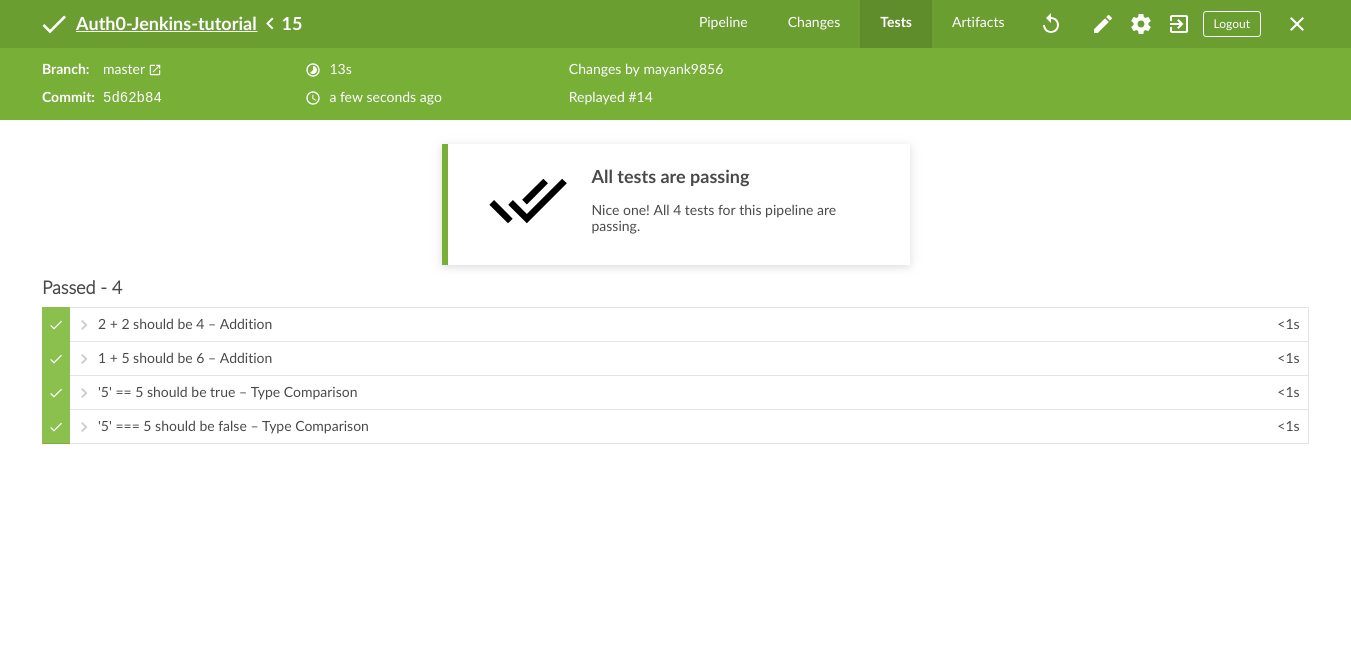 Auth0-Jenkins-tutorial < 15
Pipeline
Changes
Tests
Artifacts
Logout
Branch: master
13s
Changes by mayank9856
Commit: 5d62b84
a few seconds ago
Replayed #14
All tests are passing
Nice one! All 4 tests for this pipeline are
passing.
Passed - 4
2 + 2 should be 4 – Addition <1s
1 + 5 should be 6 – Addition <1s
'5' == 5 should be true – Type Comparison <1s
'5' === 5 should be false – Type Comparison <1s